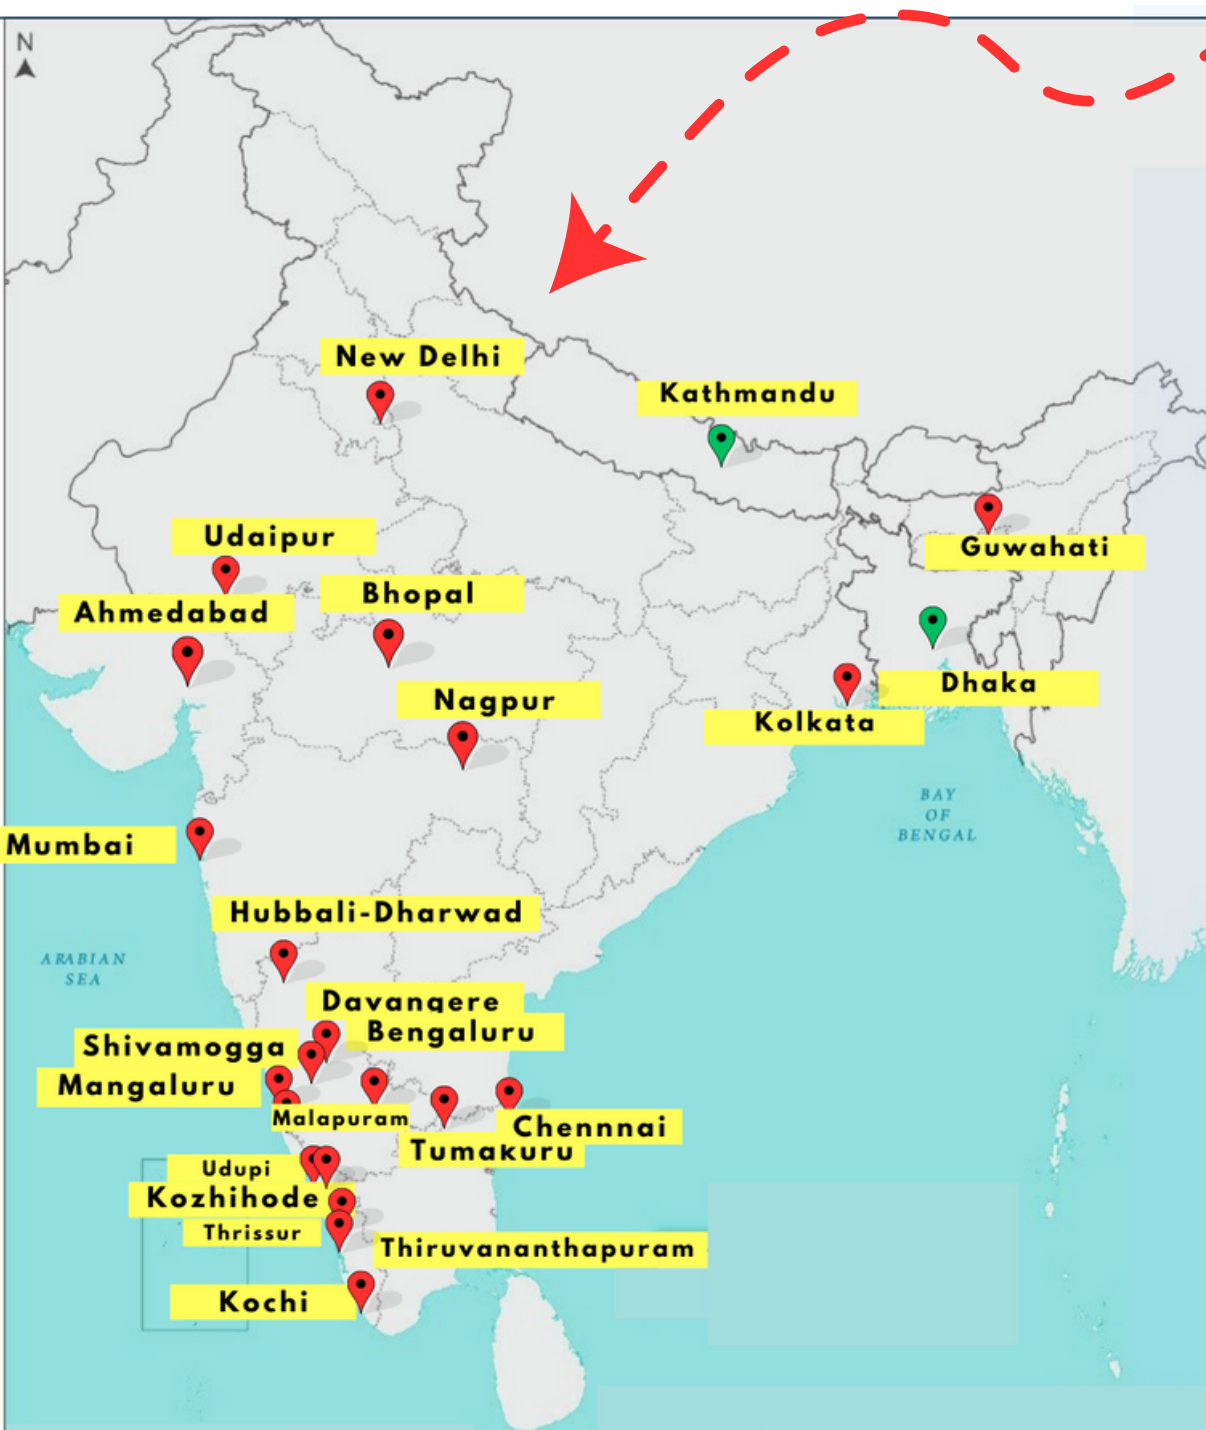 N
New Delhi
Kathmandu
Udaipur
Guwahati
Bhopal
Ahmedabad
Dhaka
Nagpur
Kolkata
BAY
OF
BENGAL
Mumbai
Hubbali-Dharwad
ARABIAN
SEA
Davangere
Bengaluru
Shivamogga
Mangaluru
Malapuram
Chennnai
Tumakuru
Udupi
Kozhihode
Thrissur
Thiruvananthapuram
Kochi